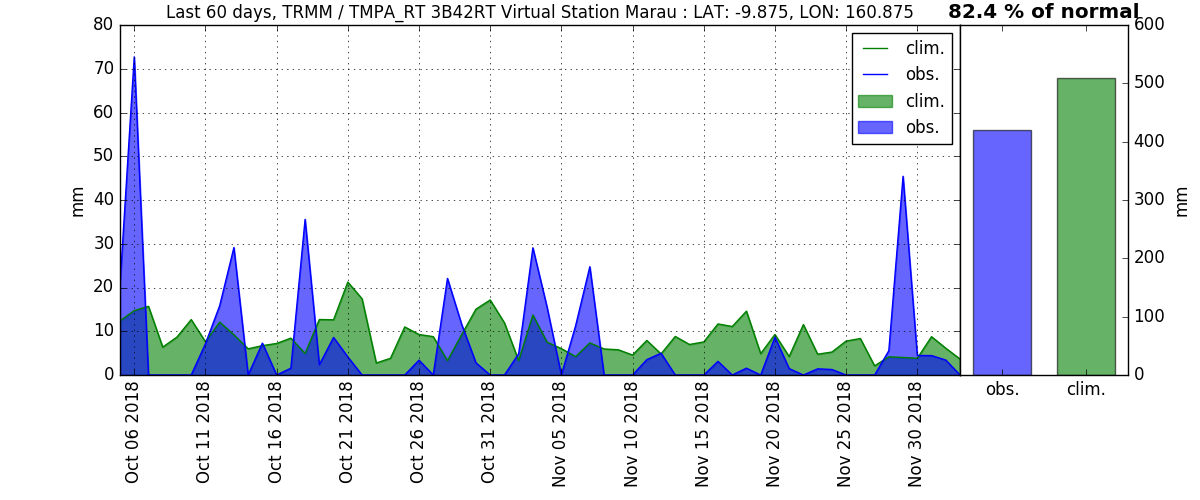 Last 60 days, TRMM / TMPA_RT 3B42RT Virtual Station Marau : LAT: -9.875, LON: 160.875
82.4 % of normal
80
70
60
50
40
30
20
10
0
mm
clim.
obs.
clim.
obs.
600
500
400
300
200
100
0
mm
Oct 06 2018
Oct 11 2018
Oct 16 2018
Oct 21 2018
Oct 26 2018
Oct 31 2018
Nov 05 2018
Nov 10 2018
Nov 15 2018
Nov 20 2018
Nov 25 2018
Nov 30 2018
obs.
clim.